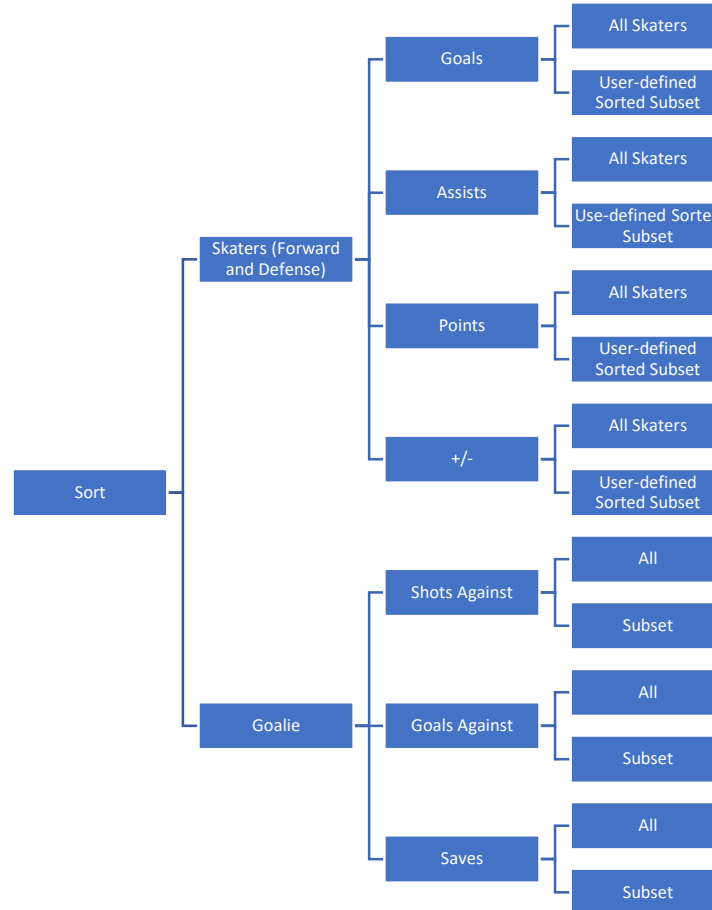 All Skaters
Goals
User-defined
Sorted Subset
All Skaters
Assists
Use-defined Sorte
Subset
Skaters (Forward
and Defense)
All Skaters
Points
User-defined
Sorted Subset
All Skaters
+/-
User-defined
Sorted Subset
Sort
All
Shots Against
Subset
All
Goalie
Goals Against
Subset
All
Saves
Subset